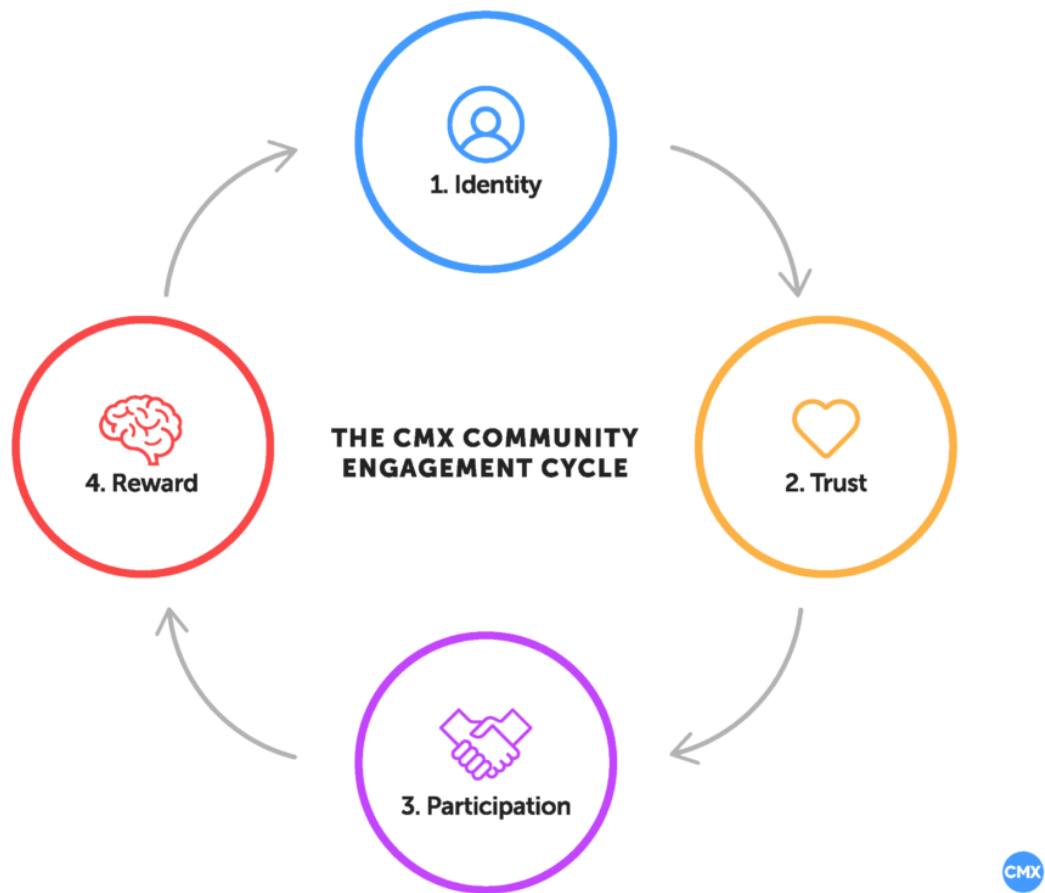 1. Identity
THE CMX COMMUNITY
ENGAGEMENT CYCLE
4. Reward
2. Trust
3. Participation
CMX